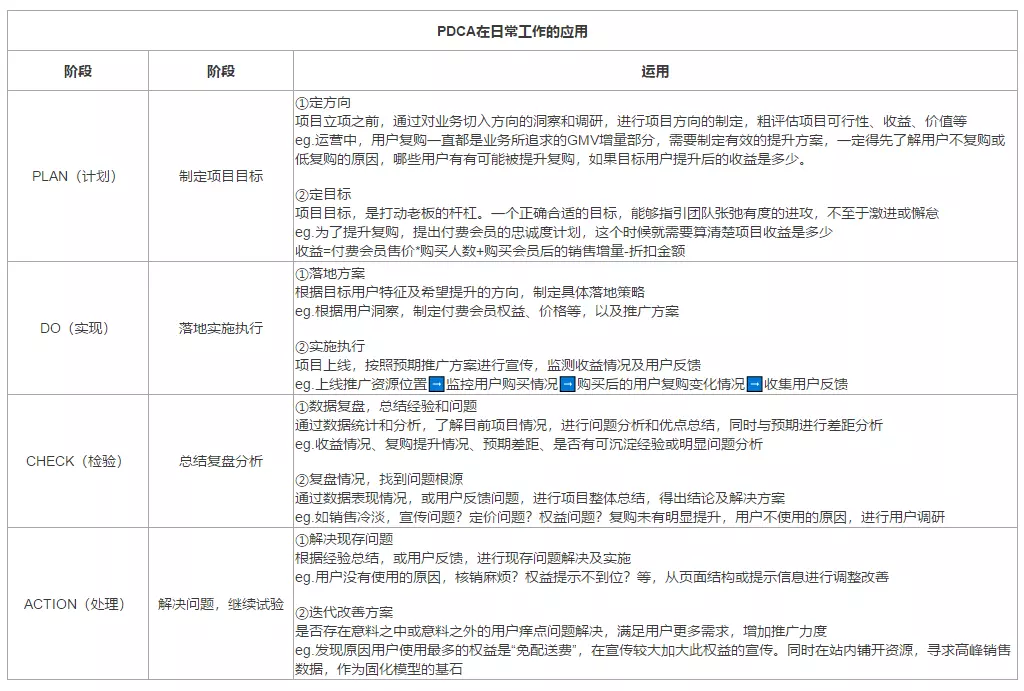 PDCA在日常工作的应用
阶段
阶段
运用
PLAN（计划）
制定项目目标
①定方向
项目立项之前，通过对业务切入方向的洞察和调研，进行项目方向的制定，粗评估项目可行性、收益、价值等
eg.运营中，用户复购一直都是业务所追求的GMV增量部分，需要制定有效的提升方案，一定得先了解用户不复购或
低复购的原因，哪些用户有有可能被提升复购，如果目标用户提升后的收益是多少。
②定目标
项目目标，是打动老板的杆杠。一个正确合适的目标，能够指引团队张弛有度的进攻，不至于激进或懈怠
eg.为了提升复购，提出付费会员的忠诚度计划，这个时候就需要算清楚项目收益是多少
收益=付费会员售价*购买人数+购买会员后的销售增量-折扣金额
DO（实现）
落地实施执行
①落地方案
根据目标用户特征及希望提升的方向，制定具体落地策略
eg.根据用户洞察，制定付费会员权益、价格等，以及推广方案
②实施执行
项目上线，按照预期推广方案进行宣传，监测收益情况及用户反馈
eg.上线推广资源位置➡监控用户购买情况➡购买后的用户复购变化情况➡收集用户反馈
CHECK（检验）
总结复盘分析
①数据复盘，总结经验和问题
通过数据统计和分析，了解目前项目情况，进行问题分析和优点总结，同时与预期进行差距分析
eg.收益情况、复购提升情况、预期差距、是否有可沉淀经验或明显问题分析
②复盘情况，找到问题根源
通过数据表现情况，或用户反馈问题，进行项目整体总结，得出结论及解决方案
eg.如销售冷淡，宣传问题？定价问题？权益问题？复购未有明显提升，用户不使用的原因，进行用户调研
ACTION（处理）
解决问题，继续试验
①解决现存问题
根据经验总结，或用户反馈，进行现存问题解决及实施
eg.用户没有使用的原因，核销麻烦？权益提示不到位？等，从页面结构或提示信息进行调整改善
②迭代改善方案
是否存在意料之中或意料之外的用户痒点问题解决，满足用户更多需求，增加推广力度
eg.发现原因用户使用最多的权益是“免配送费”，在宣传较大加大此权益的宣传。同时在站内铺开资源，寻求高峰销售
数据，作为固化模型的基石